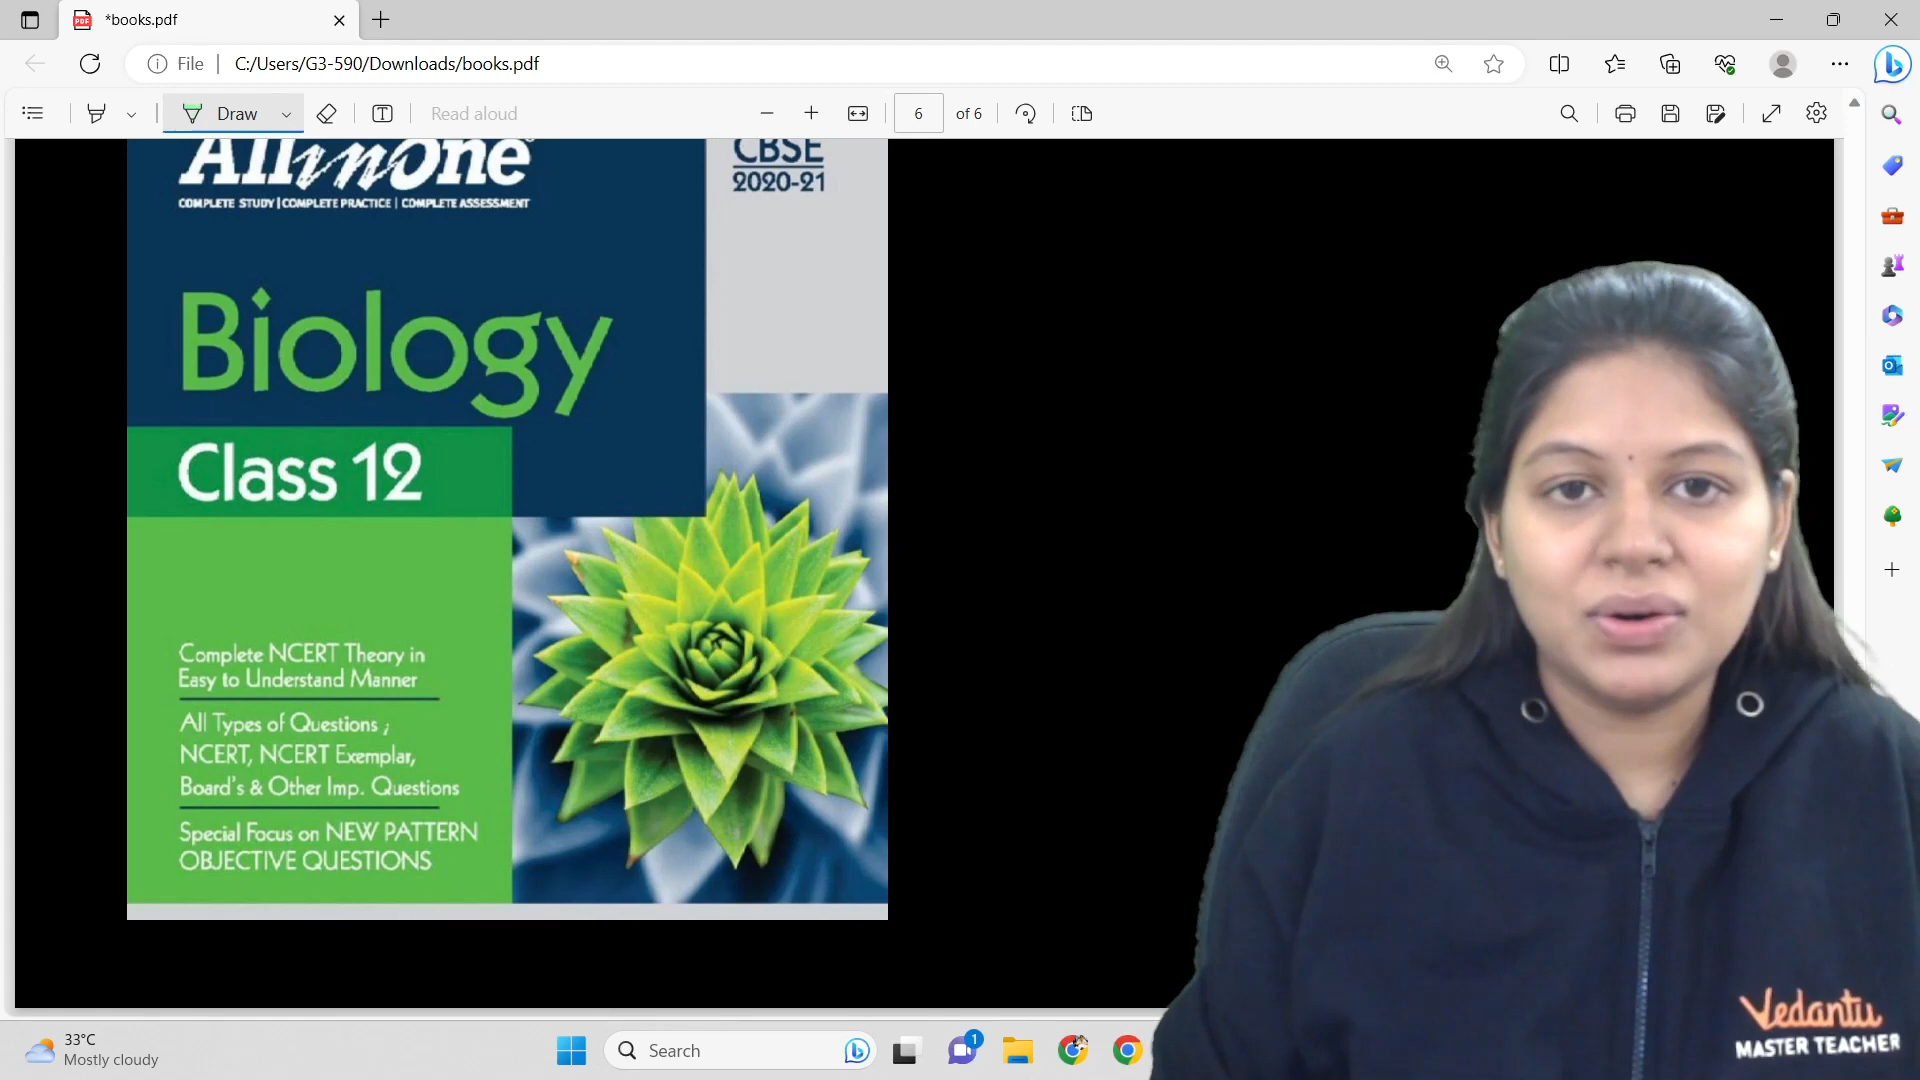 *books.pdf
File
C:/Users/G3-590/Downloads/books.pdf
Draw
Read aloud
6
of 6
All in One
CBSE
2020-21
COMPLETE STUDY | COMPLETE PRACTICE | COMPLETE ASSESSMENT
Biology
Class 12
Complete NCERT Theory in
Easy to Understand Manner
All Types of Questions ;
NCERT, NCERT Exemplar,
Board's & Other Imp. Questions
Special Focus on NEW PATTERN
OBJECTIVE QUESTIONS
Vedantu
MASTER TEACHER
33°C
Mostly cloudy
Search
1